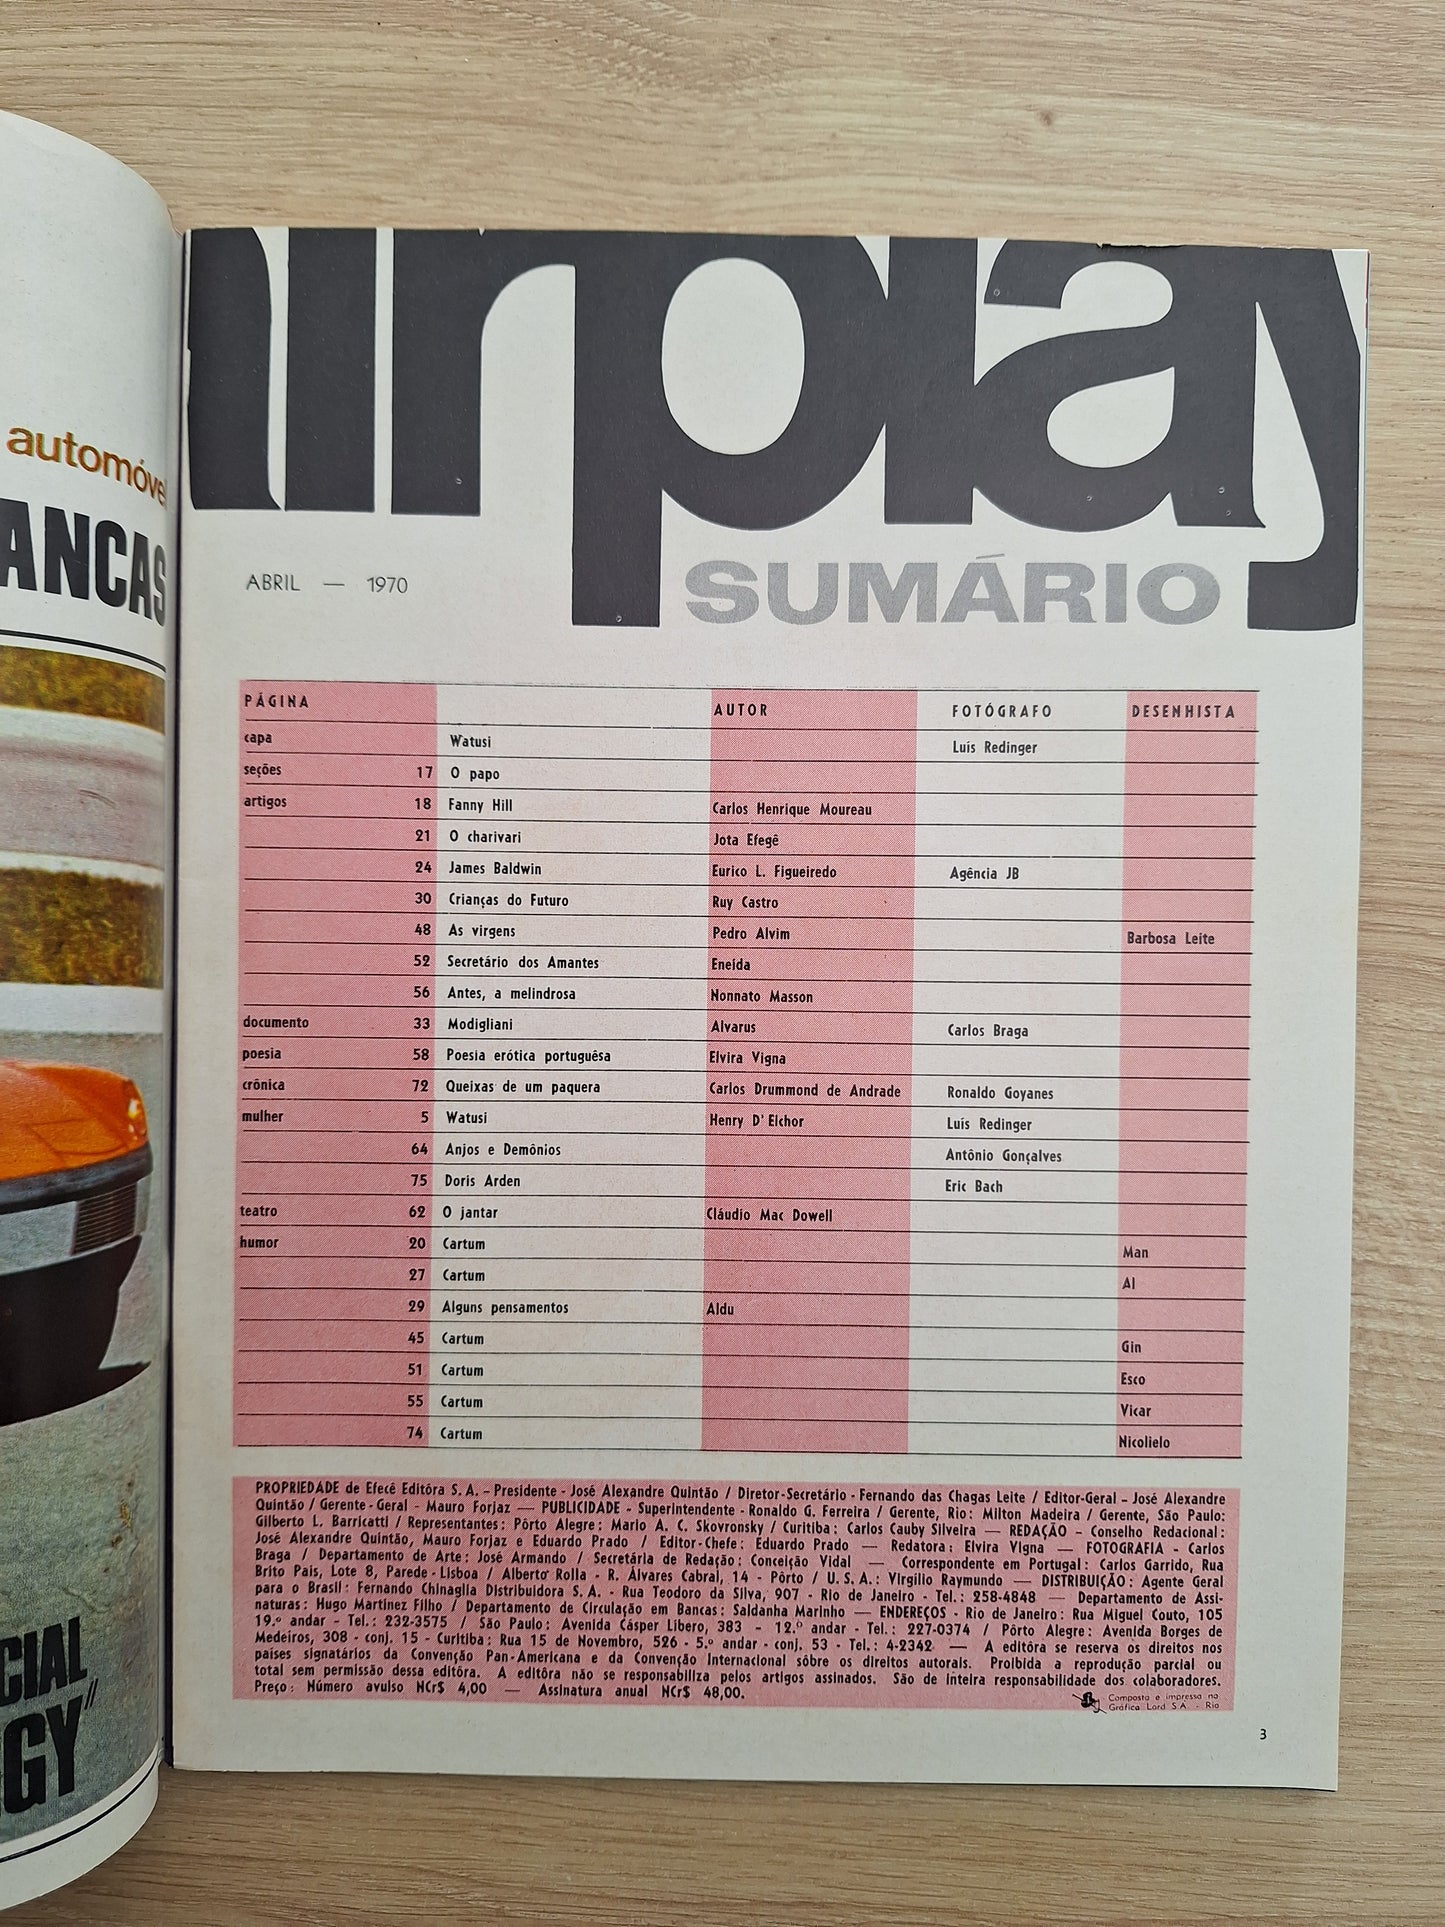 automóve
ANCAS
CIAL
GY"
airplay
ABRIL — 1970
SUMÁRIO
PÁGINA AUTOR FOTÓGRAFO DESENHISTA
capa Watusi Luís Redinger
seções 17 O papo
artigos 18 Fanny Hill Carlos Henrique Moureau
21 O charivari Jota Efegê
24 James Baldwin Eurico L. Figueiredo Agência JB
30 Crianças do Futuro Ruy Castro
48 As virgens Pedro Alvim Barbosa Leite
52 Secretário dos Amantes Eneida
56 Antes, a melindrosa Nonnato Masson
documento 33 Modigliani Alvarus Carlos Braga
poesia 58 Poesia erótica portuguêsa Elvira Vigna
crônica 72 Queixas de um paquera Carlos Drummond de Andrade Ronaldo Goyanes
mulher 5 Watusi Henry D'Elchor Luís Redinger
64 Anjos e Demônios Antônio Gonçalves
75 Doris Arden Eric Bach
teatro 62 O jantar Cláudio Mac Dowell
humor 20 Cartum Man
27 Cartum Al
29 Alguns pensamentos Aldu
45 Cartum Gin
51 Cartum Esco
55 Cartum Vicar
74 Cartum Nicolielo
PROPRIEDADE de Efecê Editôra S. A. – Presidente - José Alexandre Quintão / Diretor-Secretário - Fernando das Chagas Leite / Editor-Geral – José Alexandre
Quintão / Gerente - Geral - Mauro Forjaz — PUBLICIDADE - Superintendente - Ronaldo G. Ferreira / Gerente, Rio: Milton Madeira / Gerente, São Paulo:
Gilberto L. Barricatti / Representantes: Pôrto Alegre: Mario A. C. Skovronsky / Curitiba: Carlos Cauby Silveira — REDAÇÃO - Conselho Redacional:
José Alexandre Quintão, Mauro Forjaz e Eduardo Prado / Editor-Chefe: Eduardo Prado — Redatora: Elvira Vigna — FOTOGRAFIA - Carlos
Braga / Departamento de Arte: José Armando / Secretária de Redação: Conceição Vidal — Correspondente em Portugal: Carlos Garrido, Rua
Brito Pais, Lote 8, Parede - Lisboa / Alberto Rolla - R. Álvares Cabral, 14 - Pôrto / U. S. A.: Virgilio Raymundo — DISTRIBUIÇÃO: Agente Geral
para o Brasil: Fernando Chinaglia Distribuidora S. A. - Rua Teodoro da Silva, 907 - Rio de Janeiro - Tel.: 258-4848 — Departamento de Assi-
naturas: Hugo Martinez Filho / Departamento de Circulação em Bancas: Saldanha Marinho — ENDEREÇOS - Rio de Janeiro: Rua Miguel Couto, 105
19.º andar - Tel.: 232-3575 / São Paulo: Avenida Cásper Líbero, 383 - 12.º andar - Tel.: 227-0374 / Pôrto Alegre: Avenida Borges de
Medeiros, 308 - conj. 15 - Curitiba: Rua 15 de Novembro, 526 - 5.º andar - conj. 53 - Tel.: 4-2342 — A editôra se reserva os direitos nos
países signatários da Convenção Pan-Americana e da Convenção Internacional sôbre os direitos autorais. Proibida a reprodução parcial ou
total sem permissão dessa editôra. A editôra não se responsabiliza pelos artigos assinados. São de inteira responsabilidade dos colaboradores.
Preço: Número avulso NCr$ 4,00 — Assinatura anual NCr$ 48,00.
Composto e impresso na
Gráfica Lord S.A. - Rio
3